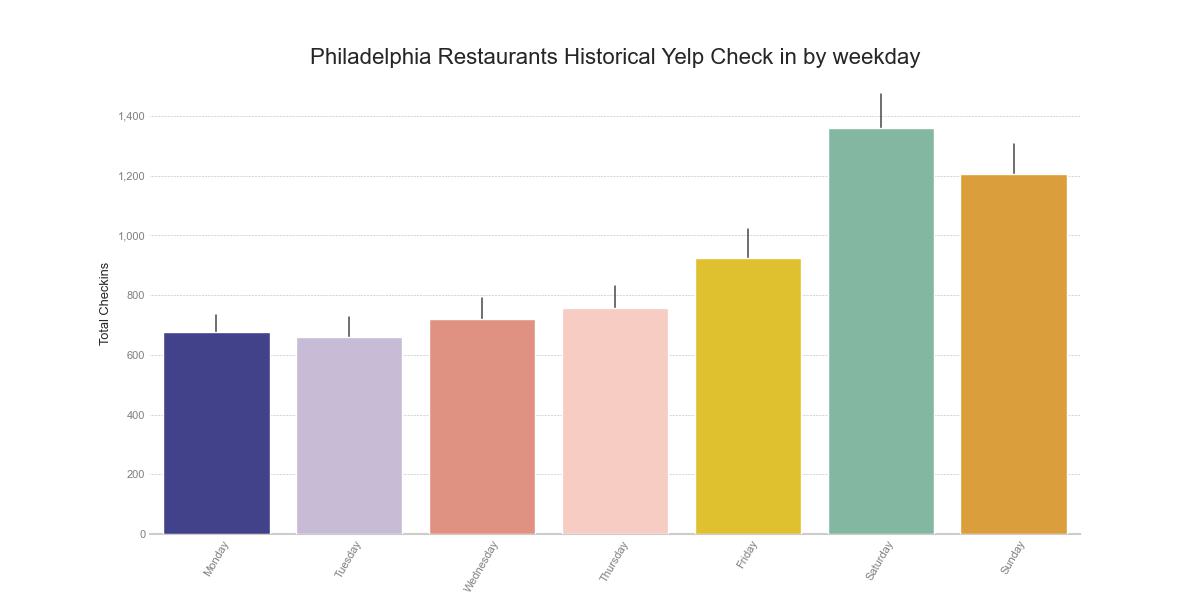 Philadelphia Restaurants Historical Yelp Check in by weekday
Total Checkins
1,400
1,200
1,000
800
600
400
200
0
Monday
Tuesday
Wednesday
Thursday
Friday
Saturday
Sunday